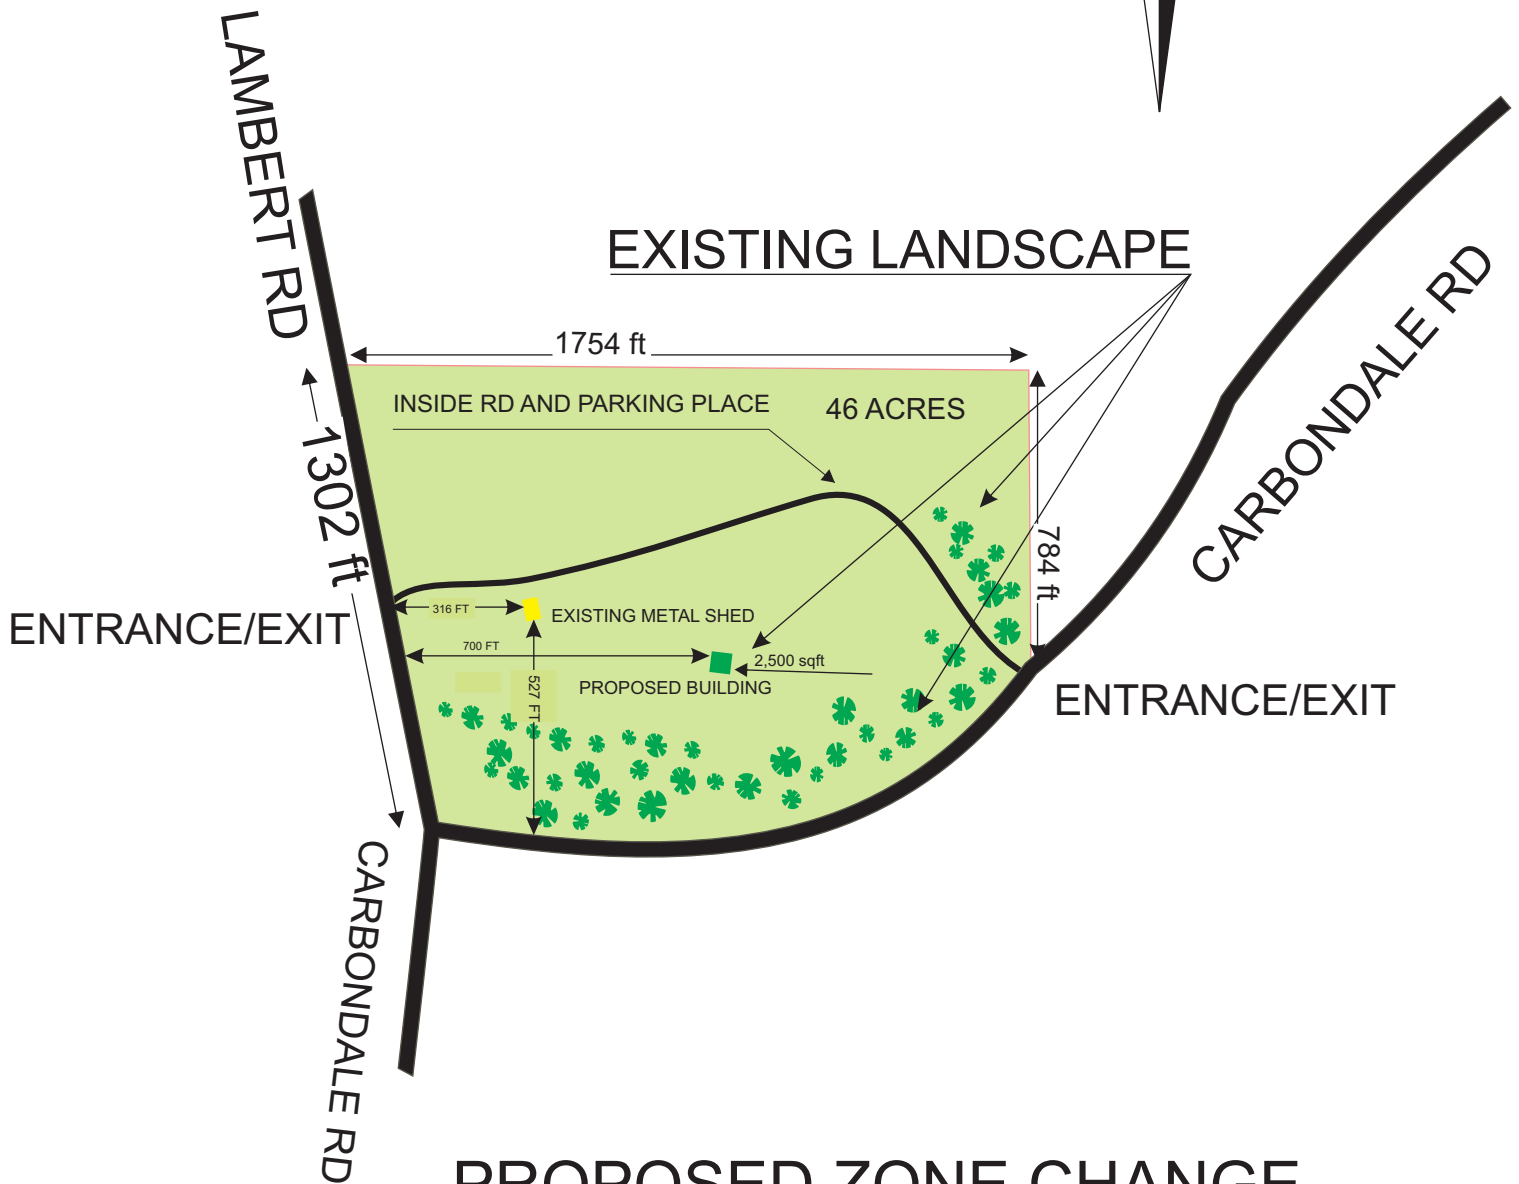 LAMBERT RD
EXISTING LANDSCAPE
CARBONDALE RD
1754 ft
INSIDE RD AND PARKING PLACE
46 ACRES
1302 ft
784 ft
316 FT
EXISTING METAL SHED
ENTRANCE/EXIT
700 FT
2,500 sqft
527 FT
PROPOSED BUILDING
ENTRANCE/EXIT
CARBONDALE RD
PROPOSED ZONE CHANGE